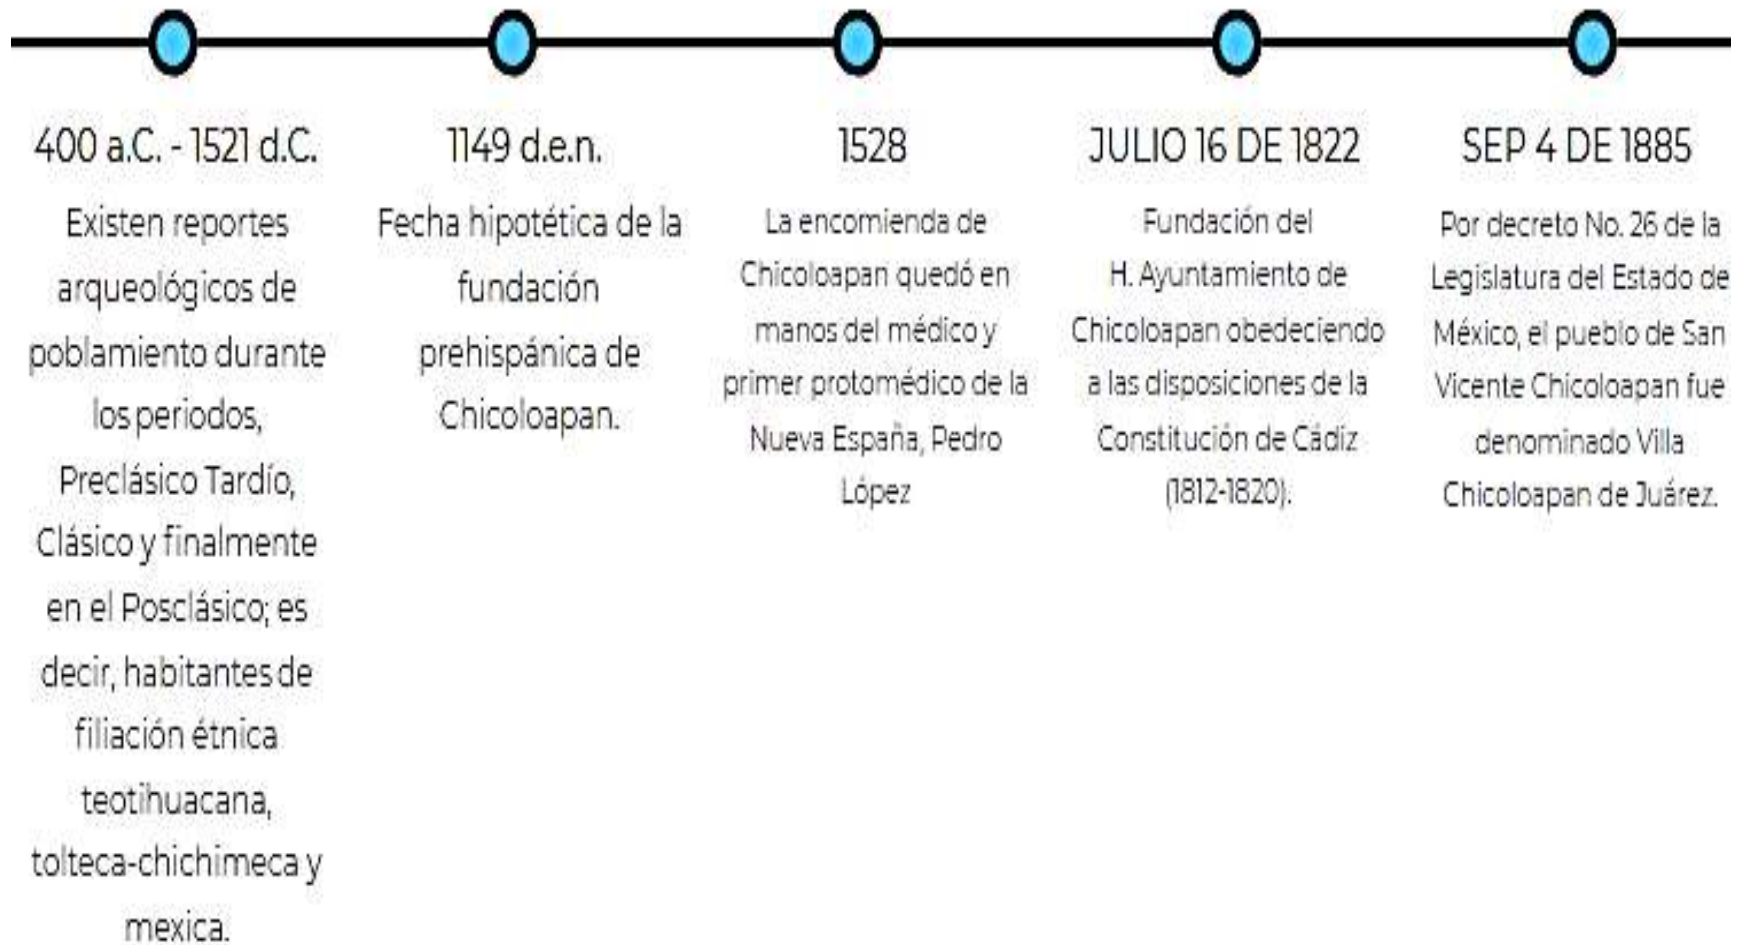 400 a.C. - 1521 d.C.
Existen reportes
arqueológicos de
poblamiento durante
los periodos,
Preclásico Tardío,
Clásico y finalmente
en el Posclásico; es
decir, habitantes de
filiación étnica
teotihuacana,
tolteca-chichimeca y
mexica.
1149 d.e.n.
Fecha hipotética de la
fundación
prehispánica de
Chicoloapan.
1528
La encomienda de
Chicoloapan quedó en
manos del médico y
primer protomédico de la
Nueva España, Pedro
López
JULIO 16 DE 1822
Fundación del
H. Ayuntamiento de
Chicoloapan obedeciendo
a las disposiciones de la
Constitución de Cádiz
(1812-1820).
SEP 4 DE 1885
Por decreto No. 26 de la
Legislatura del Estado de
México, el pueblo de San
Vicente Chicoloapan fue
denominado Villa
Chicoloapan de Juárez.